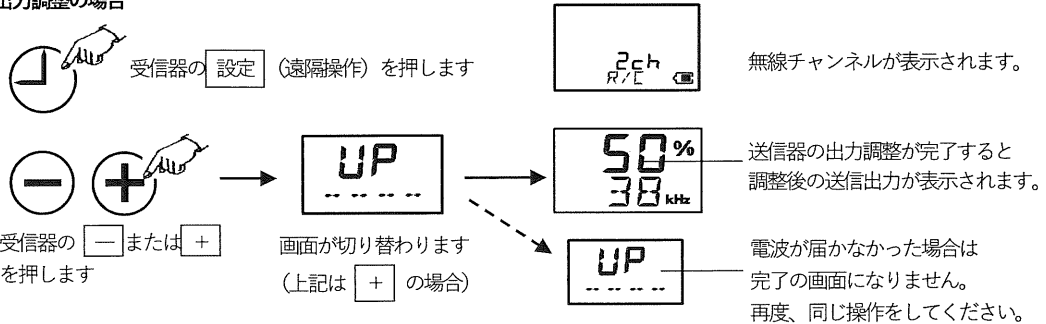 出力調整の場合
受信器の 設定 （遠隔操作）を押します
2ch
R/C
無線チャンネルが表示されます。
受信器の － または ＋
を押します
UP
-- -- -- --
画面が切り替わります
（上記は ＋ の場合）
50%
38kHz
送信器の出力調整が完了すると
調整後の送信出力が表示されます。
UP
-- -- -- --
電波が届かなかった場合は
完了の画面になりません。
再度、同じ操作をしてください。